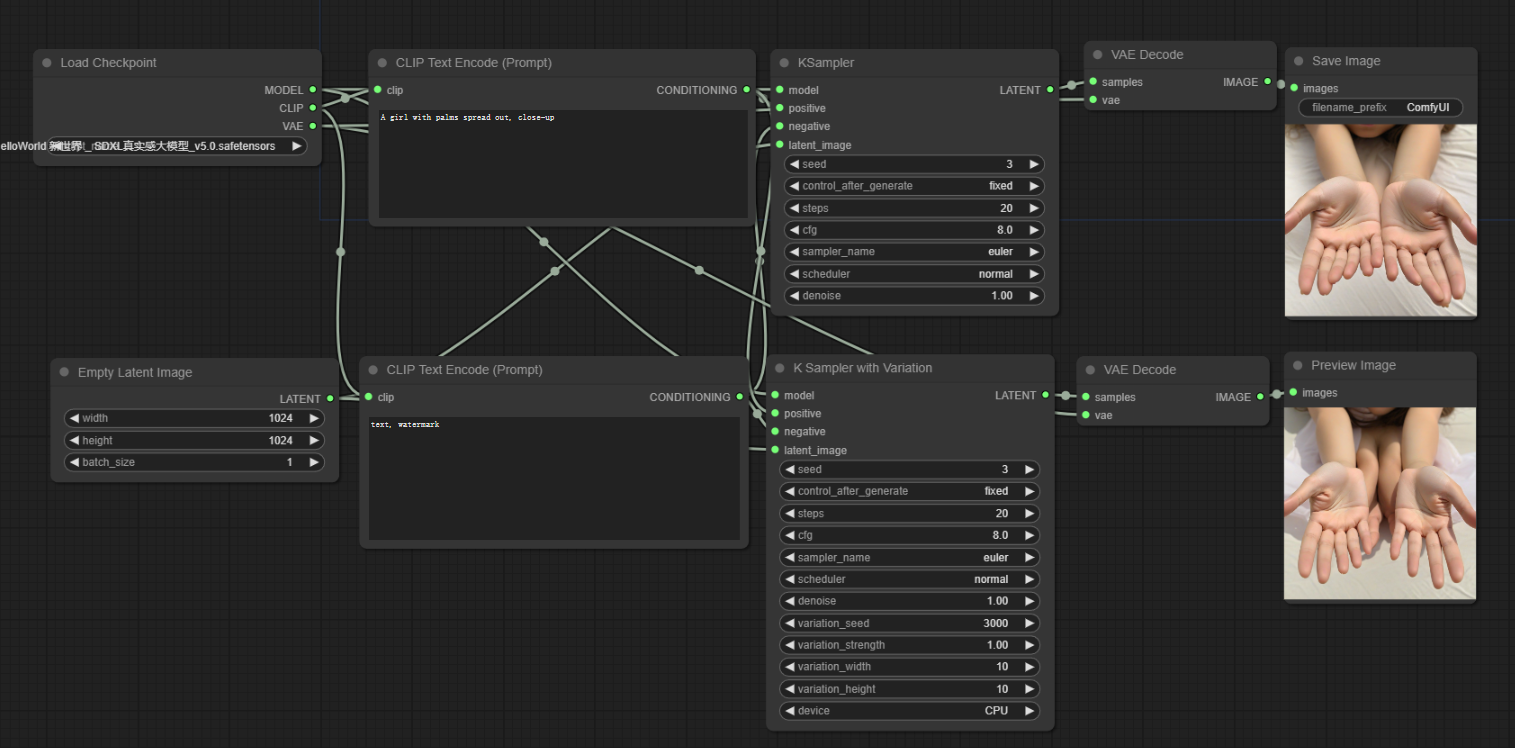 Load Checkpoint
MODEL
CLIP
VAE
elloWorld 新世界 SDXL真实感大模型_v5.0.safetensors
CLIP Text Encode (Prompt)
clip CONDITIONING
A girl with palms spread out, close-up
KSampler
model LATENT
positive
negative
latent_image
seed 3
control_after_generate fixed
steps 20
cfg 8.0
sampler_name euler
scheduler normal
denoise 1.00
VAE Decode
samples IMAGE
vae
Save Image
images
filename_prefix ComfyUI
Empty Latent Image
LATENT
width 1024
height 1024
batch_size 1
CLIP Text Encode (Prompt)
clip CONDITIONING
text, watermark
K Sampler with Variation
model LATENT
positive
negative
latent_image
seed 3
control_after_generate fixed
steps 20
cfg 8.0
sampler_name euler
scheduler normal
denoise 1.00
variation_seed 3000
variation_strength 1.00
variation_width 10
variation_height 10
device CPU
VAE Decode
samples IMAGE
vae
Preview Image
images